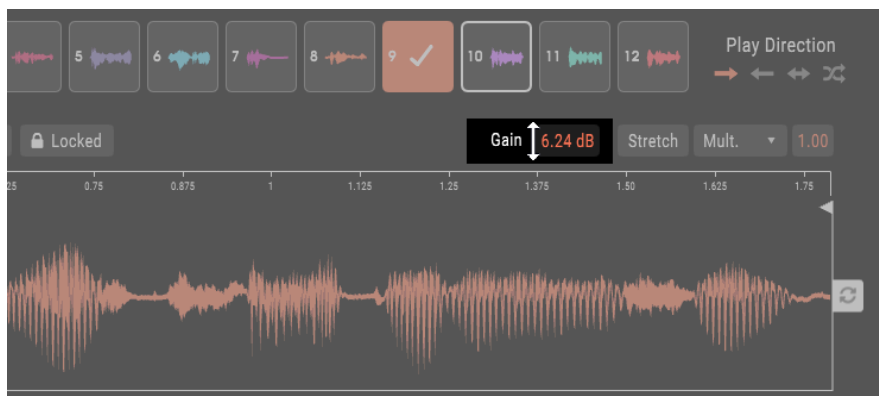 5 6 7 8 9 10 11 12
Play Direction
Locked
Gain 6.24 dB Stretch Mult. 1.00
25 0.75 0.875 1 1.125 1.25 1.375 1.50 1.625 1.75